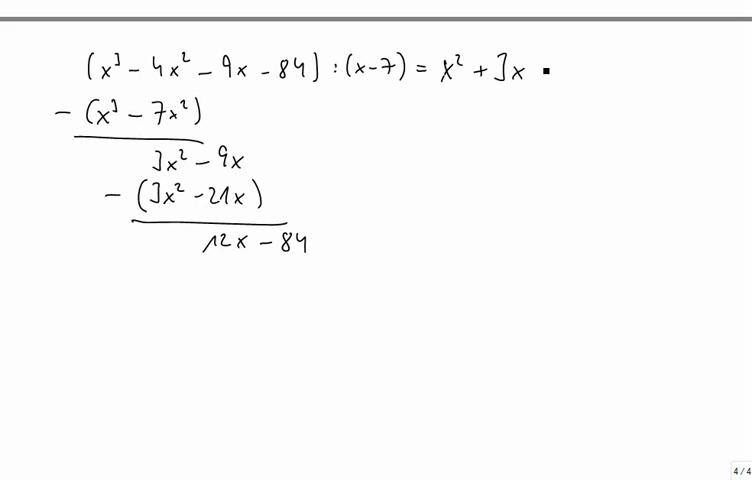 (x³ - 4x² - 9x - 84) : (x-7) = x² + 3x
- (x³ - 7x²)
3x² - 9x
- (3x² - 21x)
12x - 84
4/4